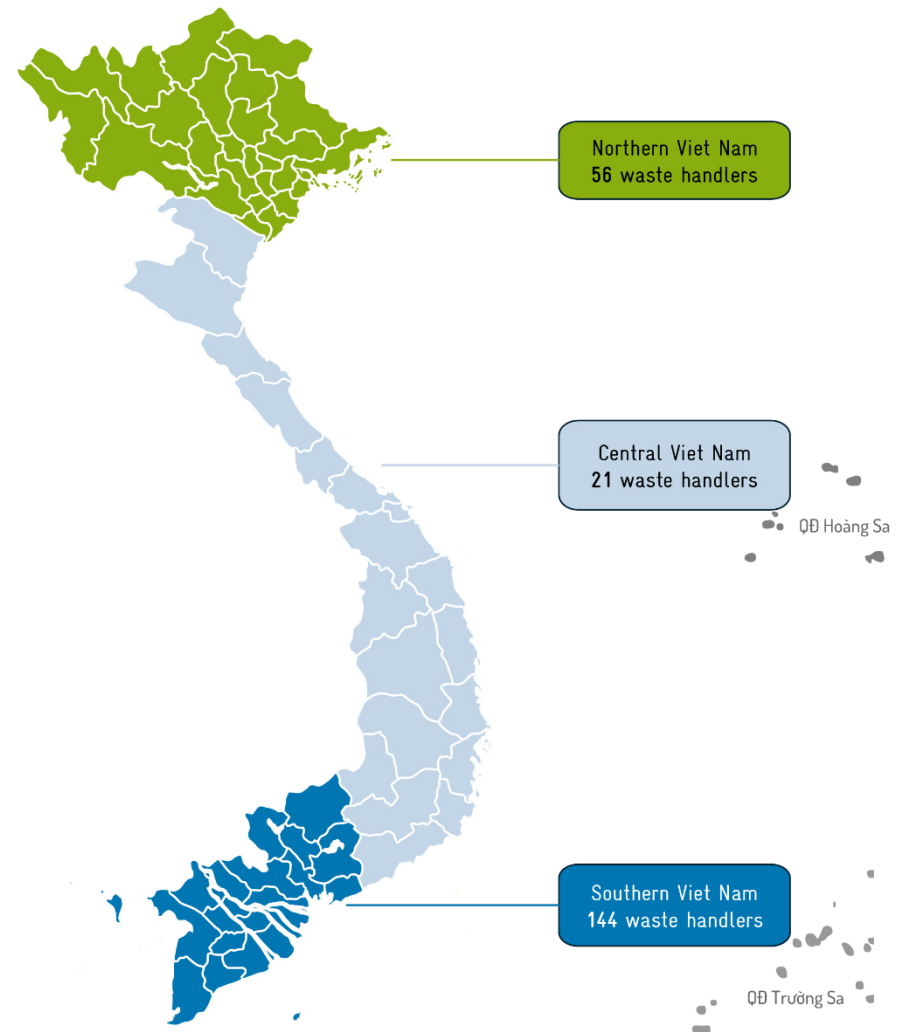 Northern Viet Nam
56 waste handlers
Central Viet Nam
21 waste handlers
QĐ Hoàng Sa
Southern Viet Nam
144 waste handlers
QĐ Trường Sa